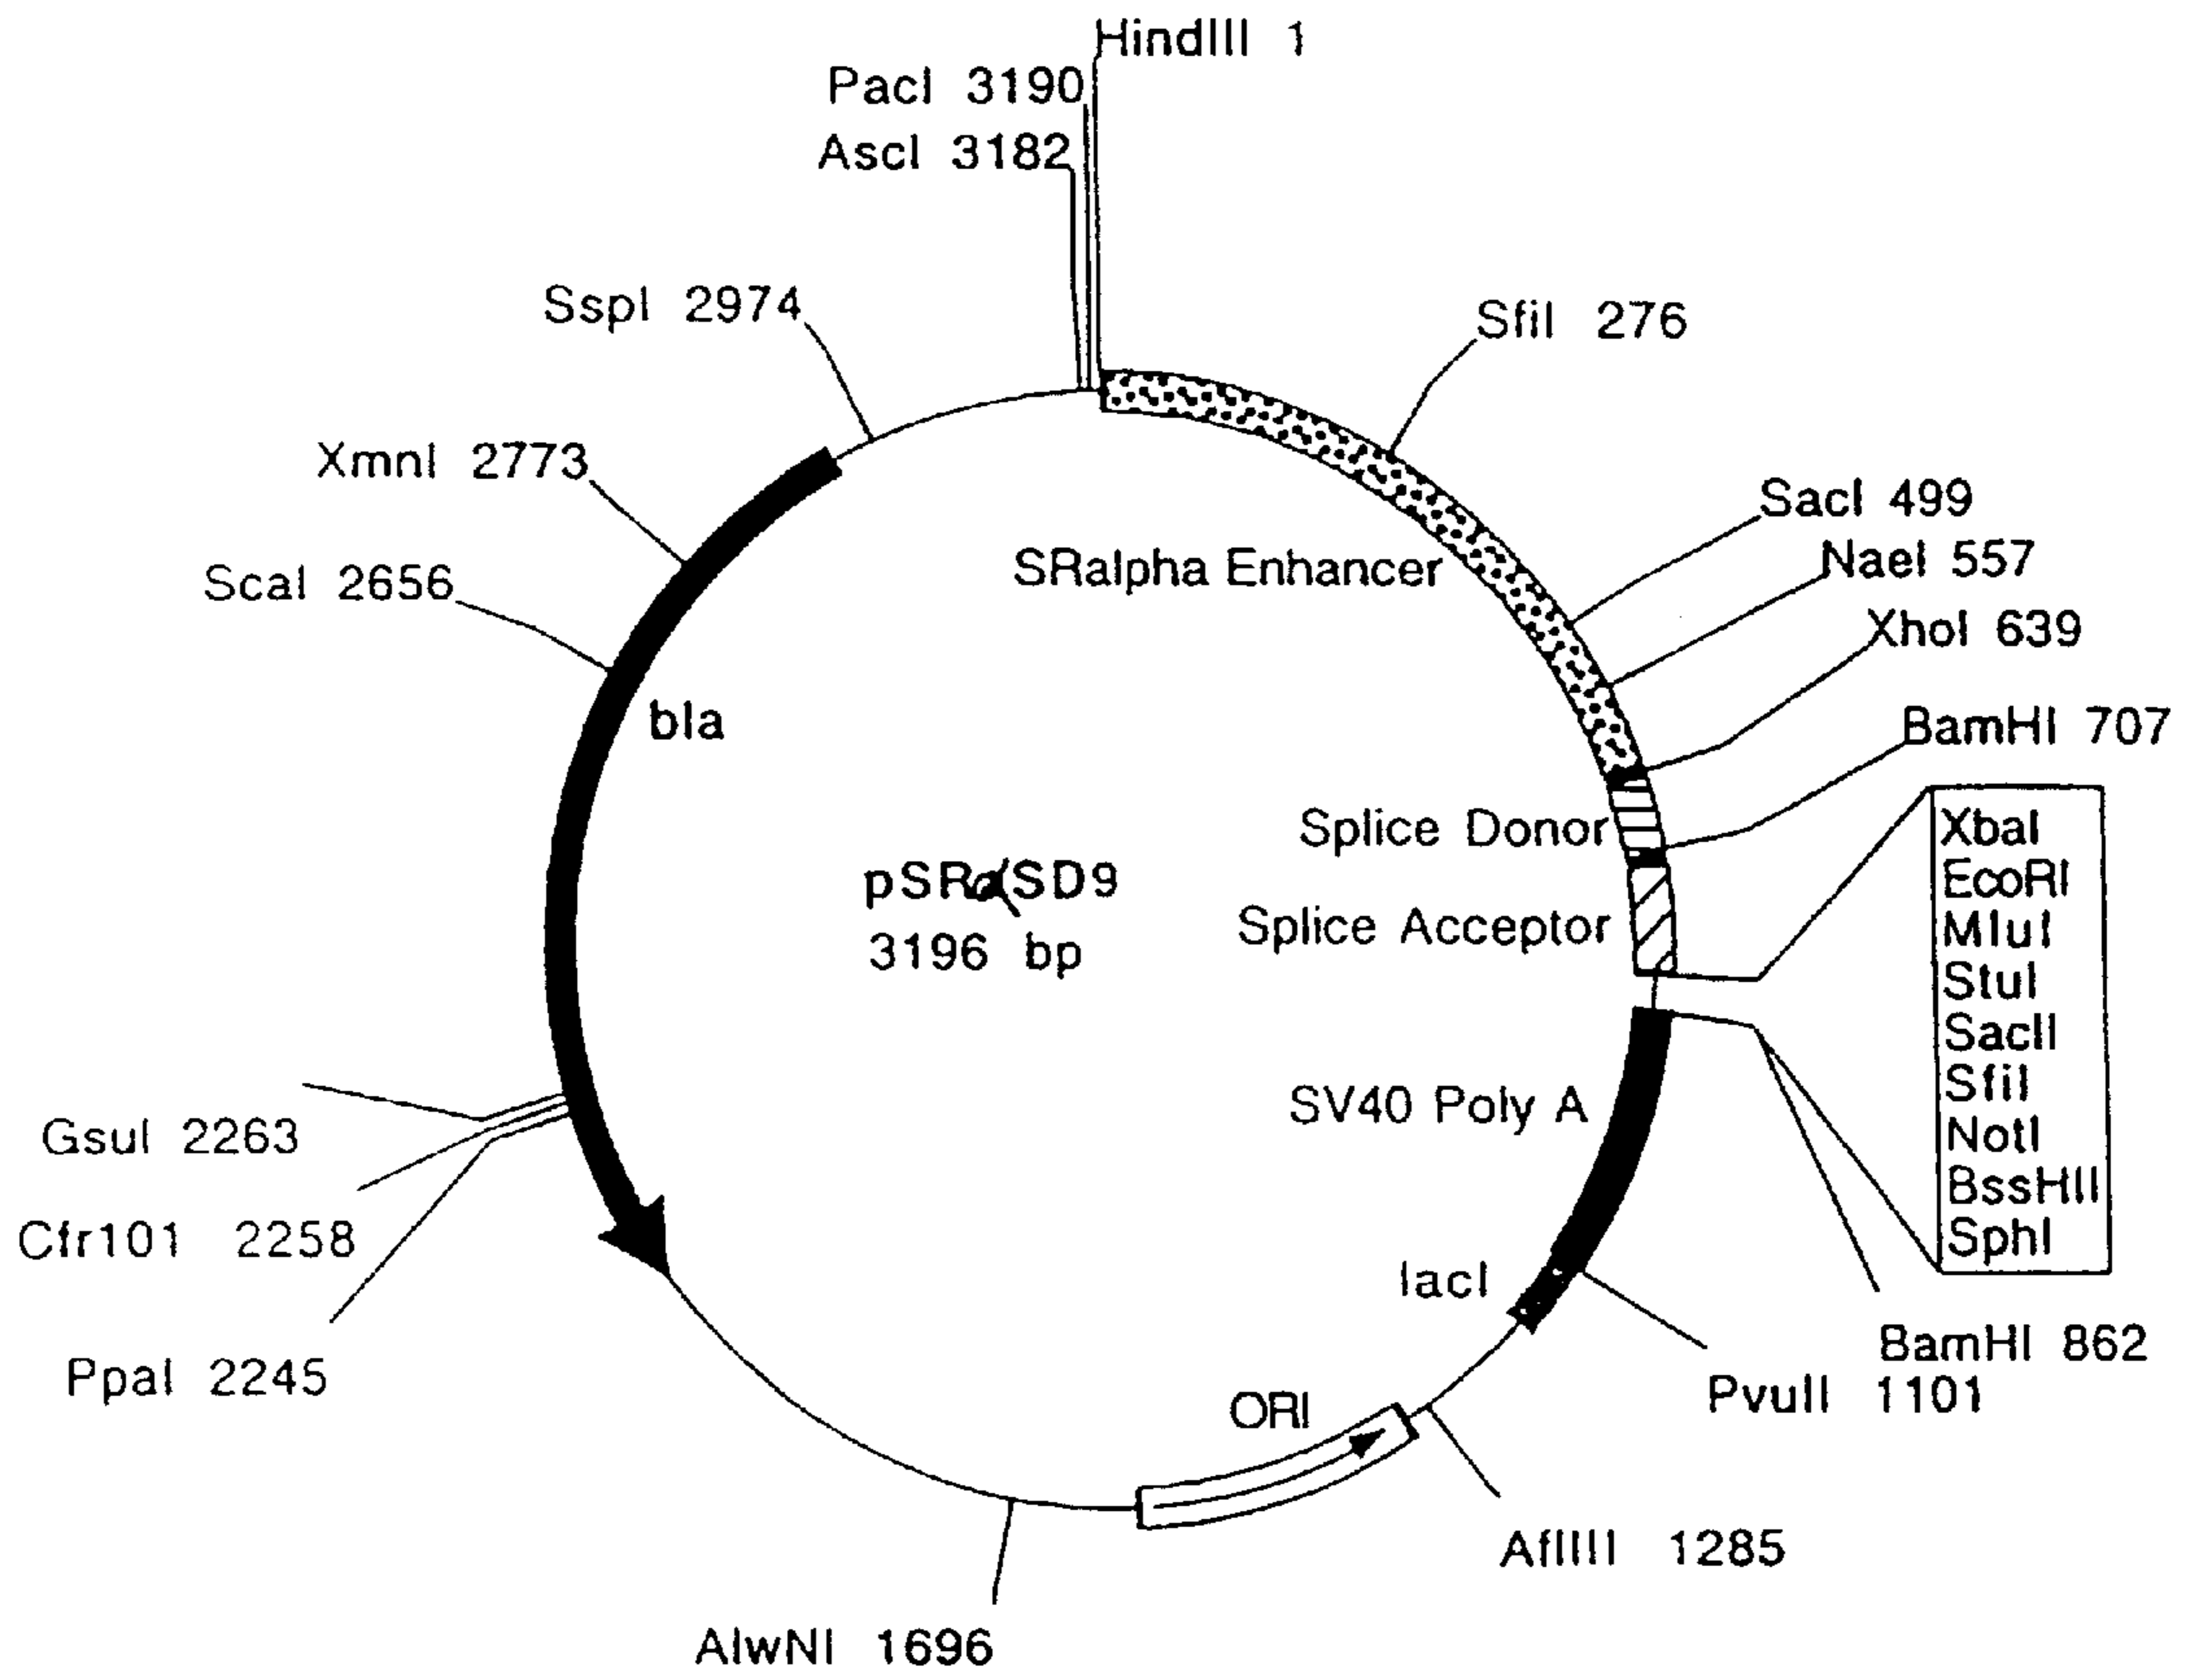 HindIII 1
PacI 3190
AscI 3182
SspI 2974
SfiI 276
XmnI 2773
SacI 499
NaeI 557
ScaI 2656
SRalpha Enhancer
XhoI 639
bla
BamHI 707
Splice Donor
XbaI
EcoRI
MluI
StuI
SacII
SfiI
NotI
BssHII
SphI
pSRαSD9
3196 bp
Splice Acceptor
SV40 Poly A
GsuI 2263
Cfr101 2258
lacI
BamHI 862
PpaI 2245
PvuII 1101
ORI
AflIII 1285
AlwNI 1696